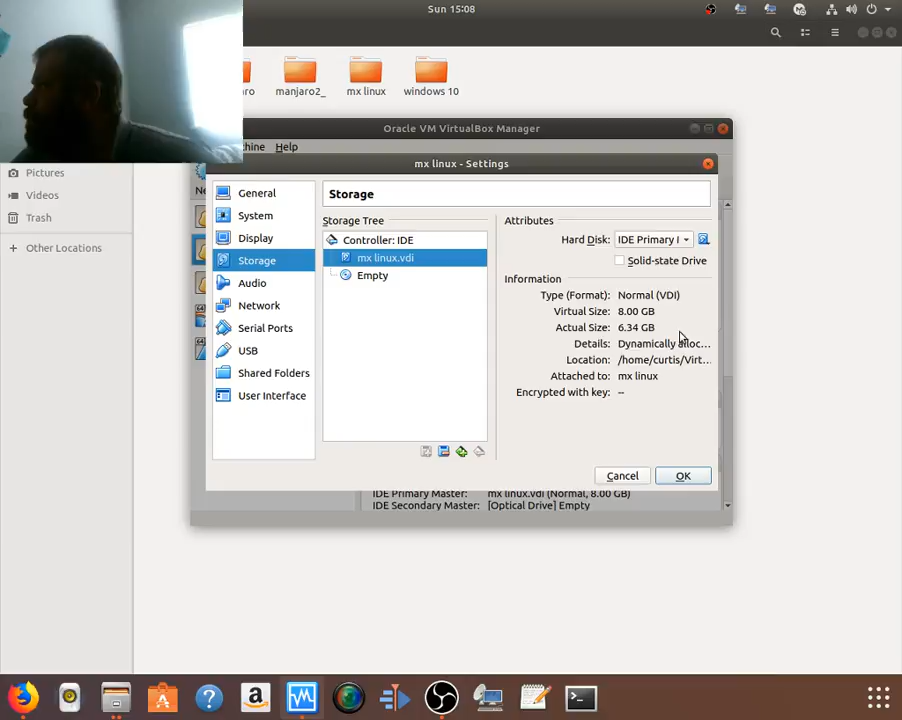 Sun 15:08
manjaro2_
mx linux
windows 10
Oracle VM VirtualBox Manager
Help
mx linux - Settings
Pictures
Videos
Trash
Other Locations
General
System
Display
Storage
Audio
Network
Serial Ports
USB
Shared Folders
User Interface
Storage
Storage Tree
Controller: IDE
mx linux.vdi
Empty
Attributes
Hard Disk: IDE Primary
Solid-state Drive
Information
Type (Format): Normal (VDI)
Virtual Size: 8.00 GB
Actual Size: 6.34 GB
Details: Dynamically alloc...
Location: /home/curtis/Virt...
Attached to: mx linux
Encrypted with key: --
Cancel
OK
IDE Primary Master: mx linux.vdi (Normal, 8.00 GB)
IDE Secondary Master: [Optical Drive] Empty